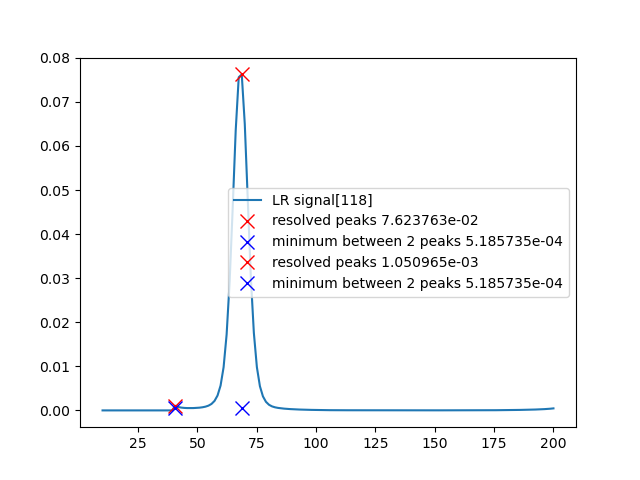 0.08
0.07
0.06
0.05
0.04
0.03
0.02
0.01
0.00
LR signal[118]
resolved peaks 7.623763e-02
minimum between 2 peaks 5.185735e-04
resolved peaks 1.050965e-03
minimum between 2 peaks 5.185735e-04
25 50 75 100 125 150 175 200